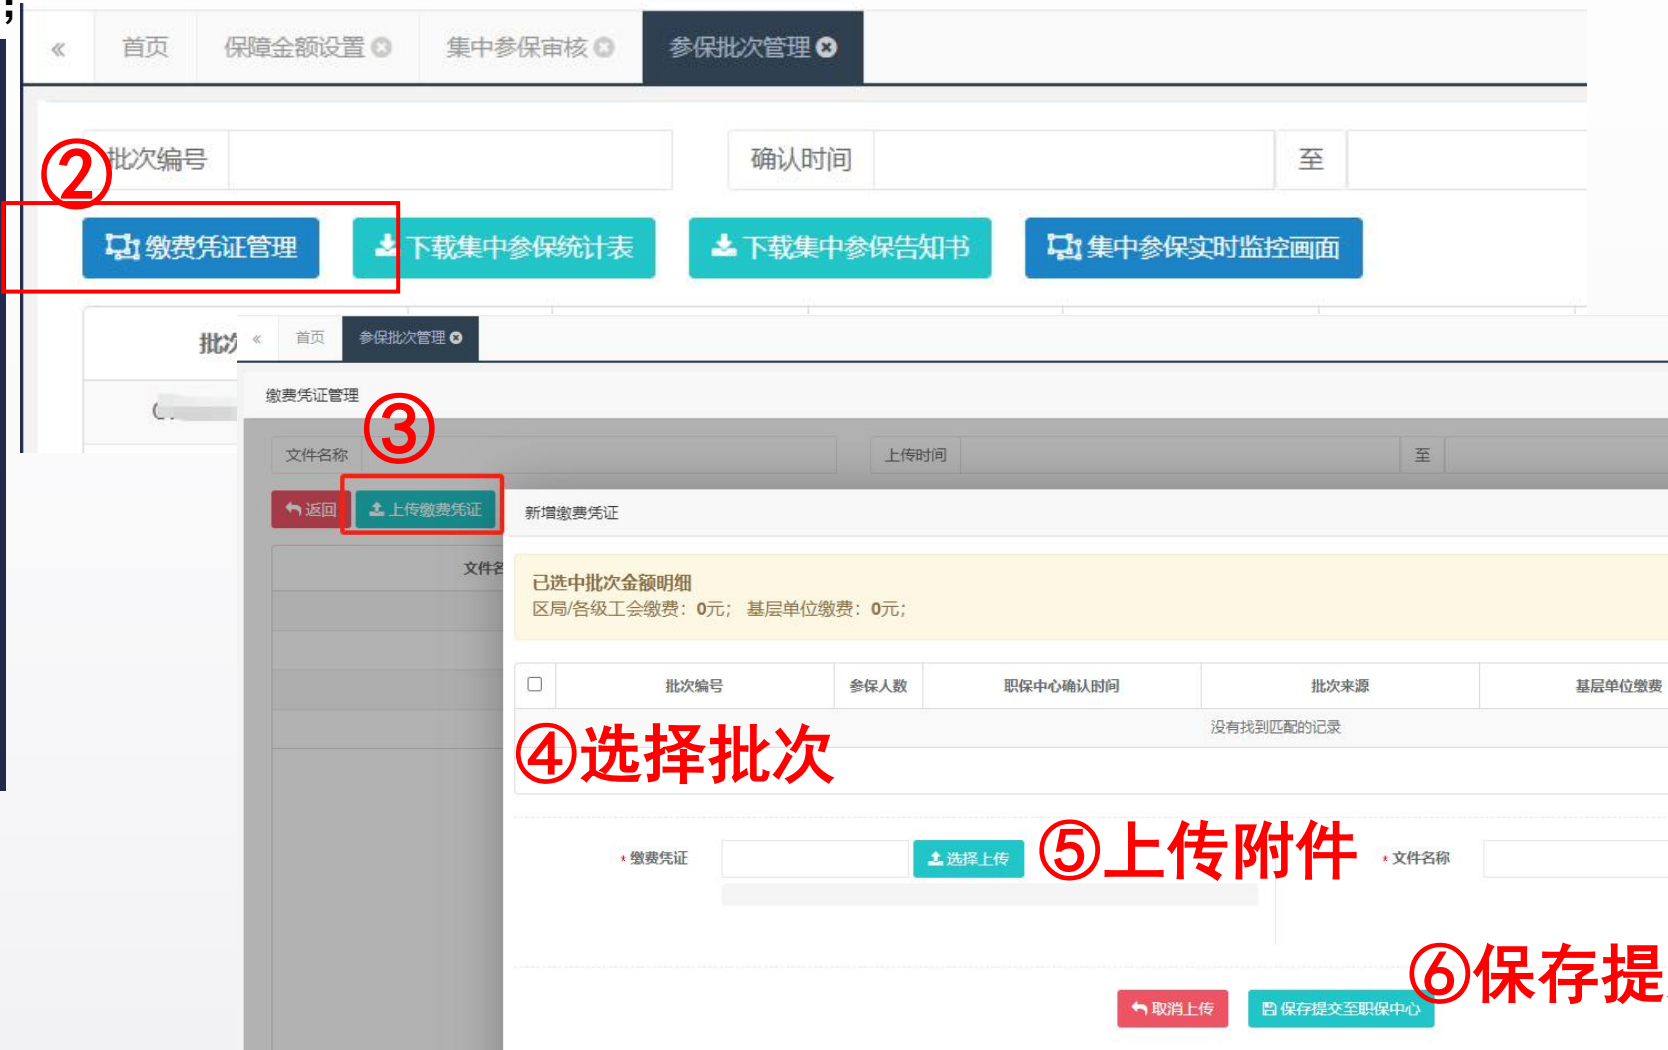 ;
« 首页 保障金额设置 集中参保审核 参保批次管理
② 批次编号 确认时间 至
缴费凭证管理 下载集中参保统计表 下载集中参保告知书 集中参保实时监控画面
批次
« 首页 参保批次管理
缴费凭证管理
③
文件名称 上传时间 至
返回 上传缴费凭证
新增缴费凭证
文件名
已选中批次金额明细
区局/各级工会缴费：0元； 基层单位缴费：0元；
批次编号 参保人数 职保中心确认时间 批次来源 基层单位缴费
没有找到匹配的记录
④选择批次
* 缴费凭证 选择上传 ⑤上传附件 * 文件名称
⑥保存提
取消上传 保存提交至职保中心